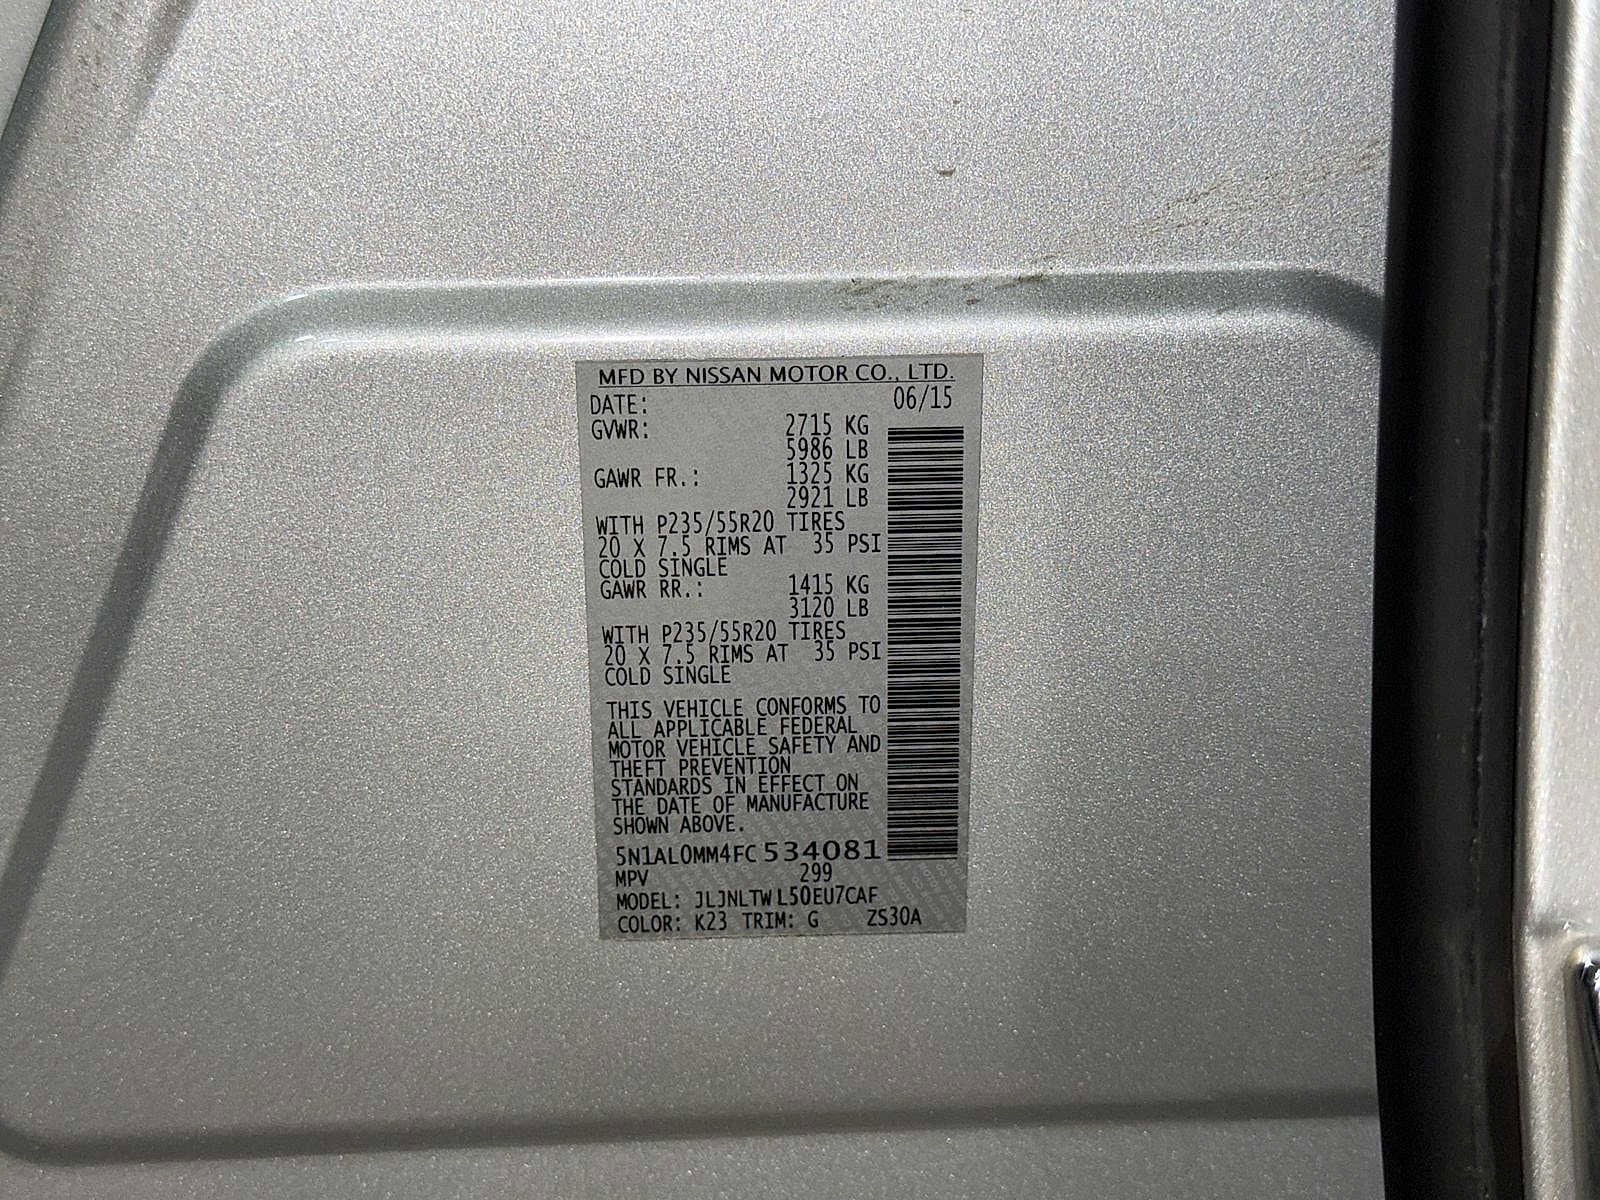 MFD BY NISSAN MOTOR CO., LTD.
DATE: 06/15
GVWR: 2715 KG
5986 LB
GAWR FR.: 1325 KG
2921 LB
WITH P235/55R20 TIRES
20 X 7.5 RIMS AT 35 PSI
COLD SINGLE
GAWR RR.: 1415 KG
3120 LB
WITH P235/55R20 TIRES
20 X 7.5 RIMS AT 35 PSI
COLD SINGLE
THIS VEHICLE CONFORMS TO
ALL APPLICABLE FEDERAL
MOTOR VEHICLE SAFETY AND
THEFT PREVENTION
STANDARDS IN EFFECT ON
THE DATE OF MANUFACTURE
SHOWN ABOVE.
5N1AL0MM4FC534081
MPV 299
MODEL: JLJNLTWL50EU7CAF
COLOR: K23 TRIM: G ZS30A